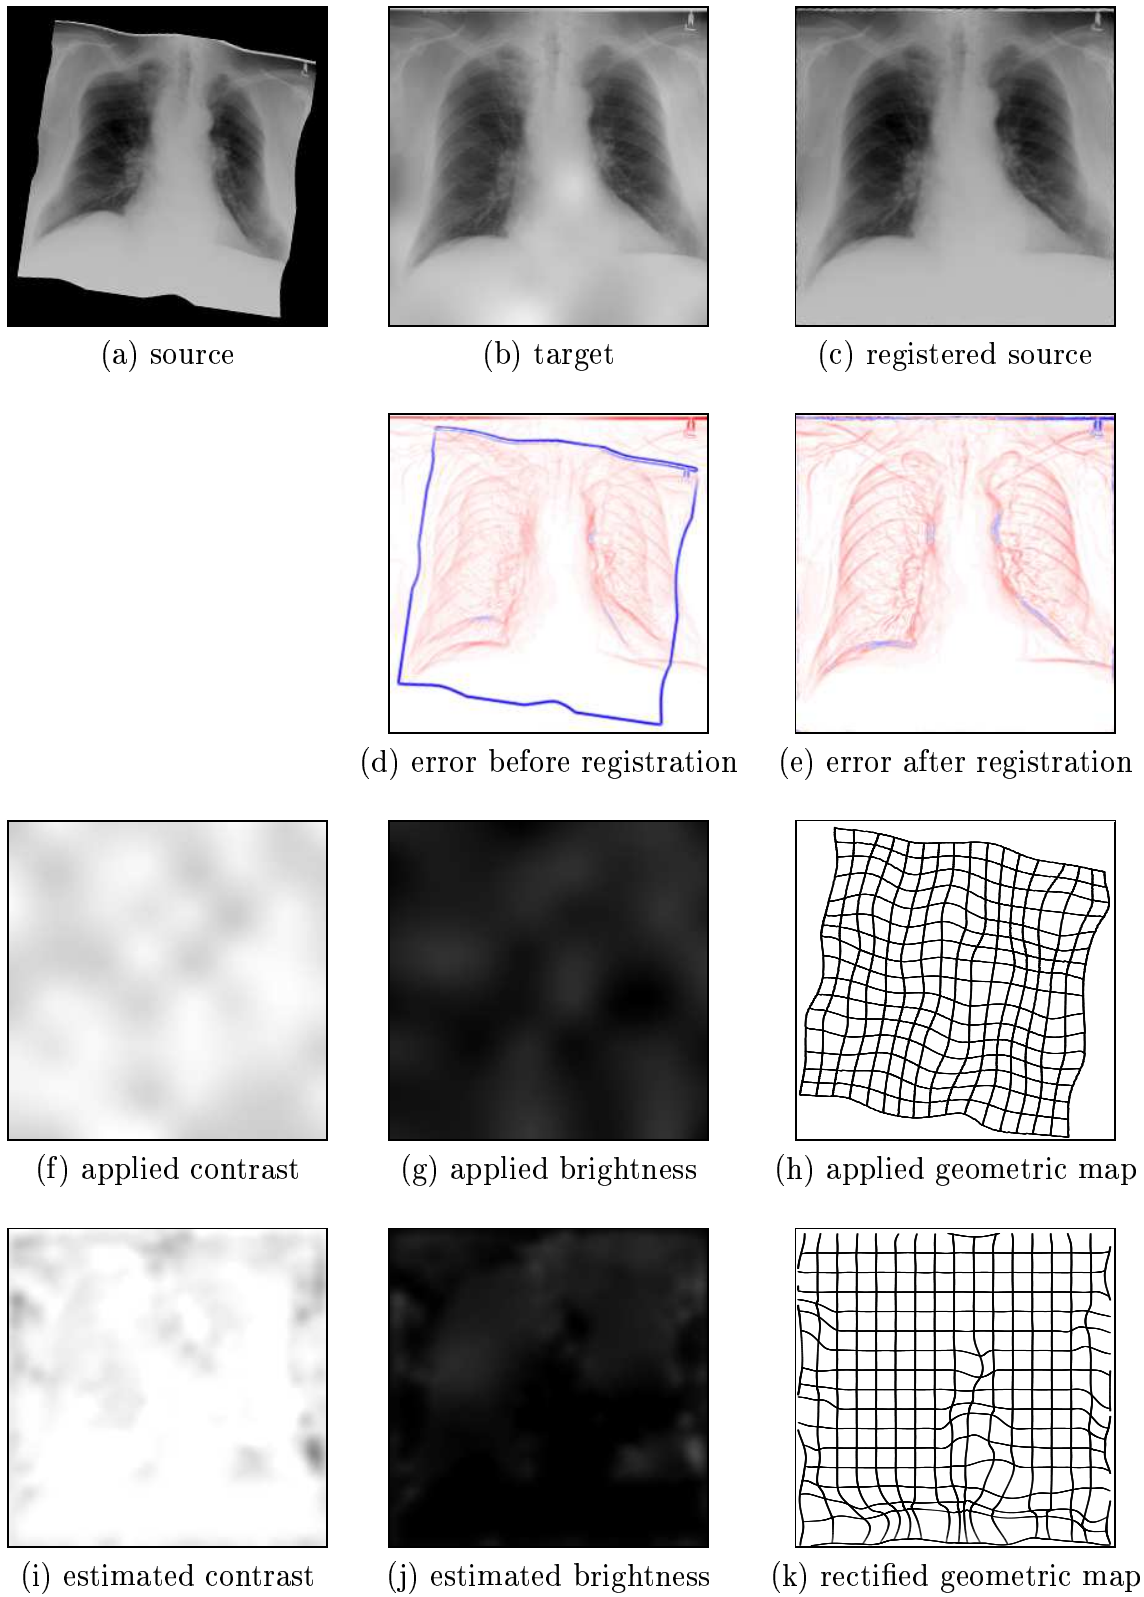 (a) source
(b) target
(c) registered source
(d) error before registration
(e) error after registration
(f) applied contrast
(g) applied brightness
(h) applied geometric map
(i) estimated contrast
(j) estimated brightness
(k) rectified geometric map